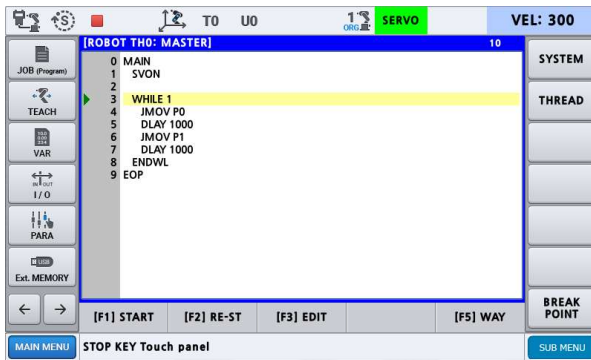 T0 U0 1 ORG SERVO VEL: 300
[ROBOT TH0: MASTER] 10
JOB (Program)
TEACH
VAR
IN OUT
I / O
PARA
USB
Ext. MEMORY
0 MAIN
1 SVON
2
3 WHILE 1
4 JMOV P0
5 DLAY 1000
6 JMOV P1
7 DLAY 1000
8 ENDWL
9 EOP
SYSTEM
THREAD
BREAK
POINT
[F1] START [F2] RE-ST [F3] EDIT [F5] WAY
MAIN MENU STOP KEY Touch panel SUB MENU